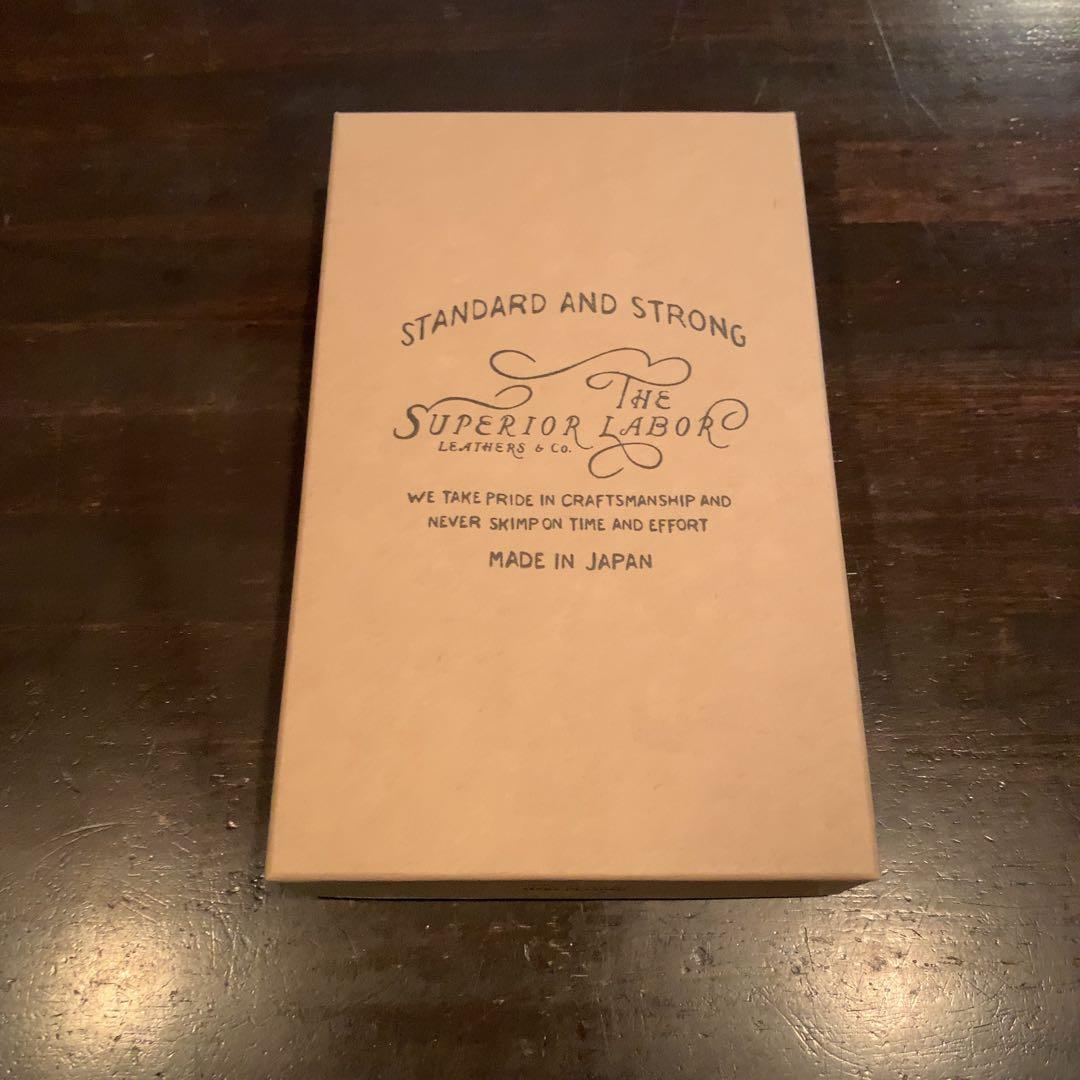 STANDARD AND STRONG
THE
SUPERIOR LABOR
LEATHERS & CO.
WE TAKE PRIDE IN CRAFTSMANSHIP AND
NEVER SKIMP ON TIME AND EFFORT
MADE IN JAPAN